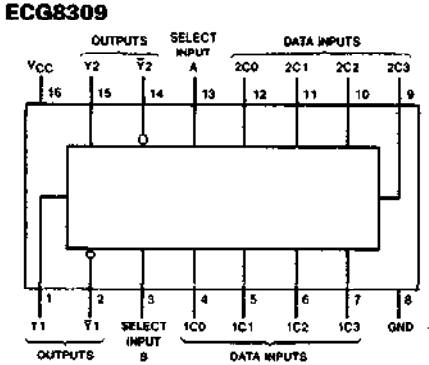 ECG8309
OUTPUTS SELECT INPUT A DATA INPUTS
VCC Y2 Y̅2 2C0 2C1 2C2 2C3
16 15 14 13 12 11 10 9
1 2 3 4 5 6 7 8
Y1 Y̅1 SELECT INPUT B 1C0 1C1 1C2 1C3 GND
OUTPUTS DATA INPUTS